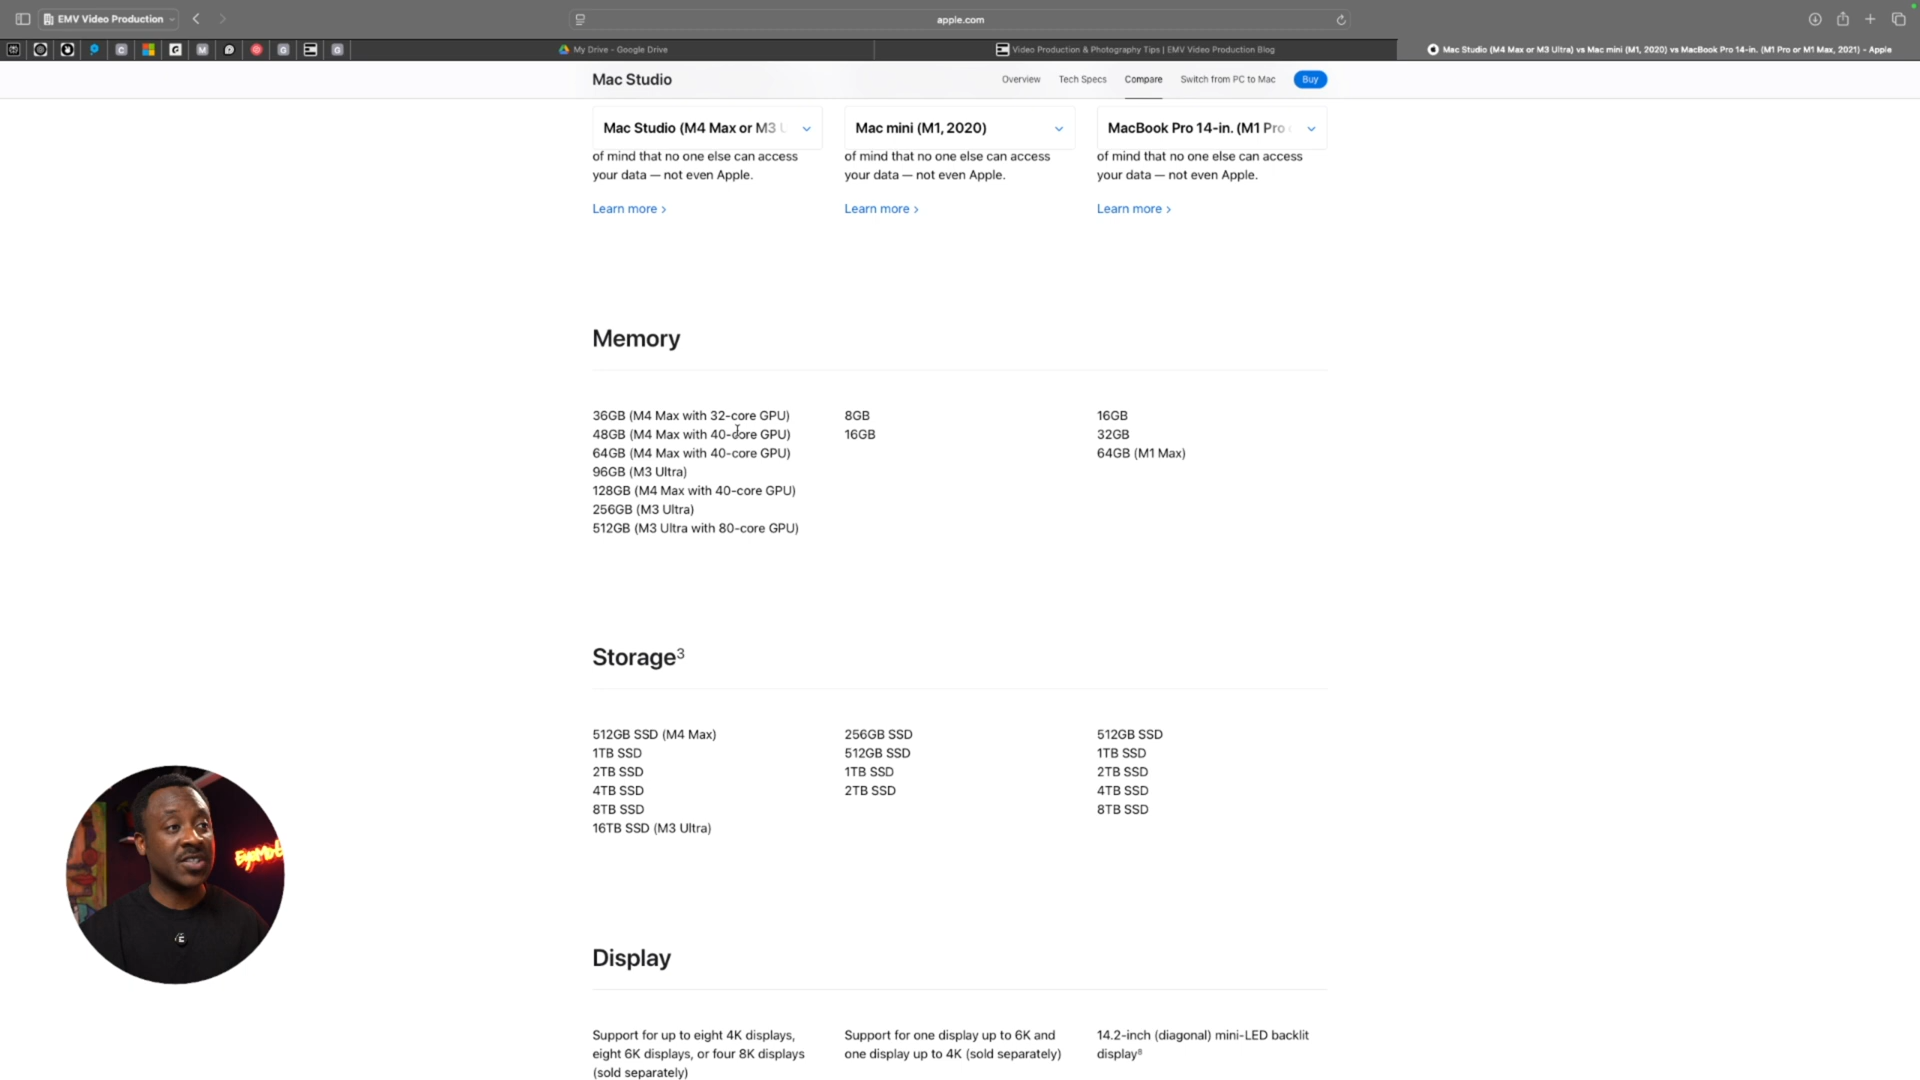 EMV Video Production
apple.com
My Drive - Google Drive
Video Production & Photography Tips | EMV Video Production Blog
Mac Studio (M4 Max or M3 Ultra) vs Mac mini (M1, 2020) vs MacBook Pro 14-in. (M1 Pro or M1 Max, 2021) - Apple
Mac Studio
Overview
Tech Specs
Compare
Switch from PC to Mac
Buy
Mac Studio (M4 Max or M3 U
Mac mini (M1, 2020)
MacBook Pro 14-in. (M1 Pro
of mind that no one else can access
your data — not even Apple.
Learn more >
of mind that no one else can access
your data — not even Apple.
Learn more >
of mind that no one else can access
your data — not even Apple.
Learn more >
Memory
36GB (M4 Max with 32-core GPU)
48GB (M4 Max with 40-core GPU)
64GB (M4 Max with 40-core GPU)
96GB (M3 Ultra)
128GB (M4 Max with 40-core GPU)
256GB (M3 Ultra)
512GB (M3 Ultra with 80-core GPU)
8GB
16GB
16GB
32GB
64GB (M1 Max)
Storage³
512GB SSD (M4 Max)
1TB SSD
2TB SSD
4TB SSD
8TB SSD
16TB SSD (M3 Ultra)
256GB SSD
512GB SSD
1TB SSD
2TB SSD
512GB SSD
1TB SSD
2TB SSD
4TB SSD
8TB SSD
Display
Support for up to eight 4K displays,
eight 6K displays, or four 8K displays
(sold separately)
Support for one display up to 6K and
one display up to 4K (sold separately)
14.2-inch (diagonal) mini-LED backlit
display⁸